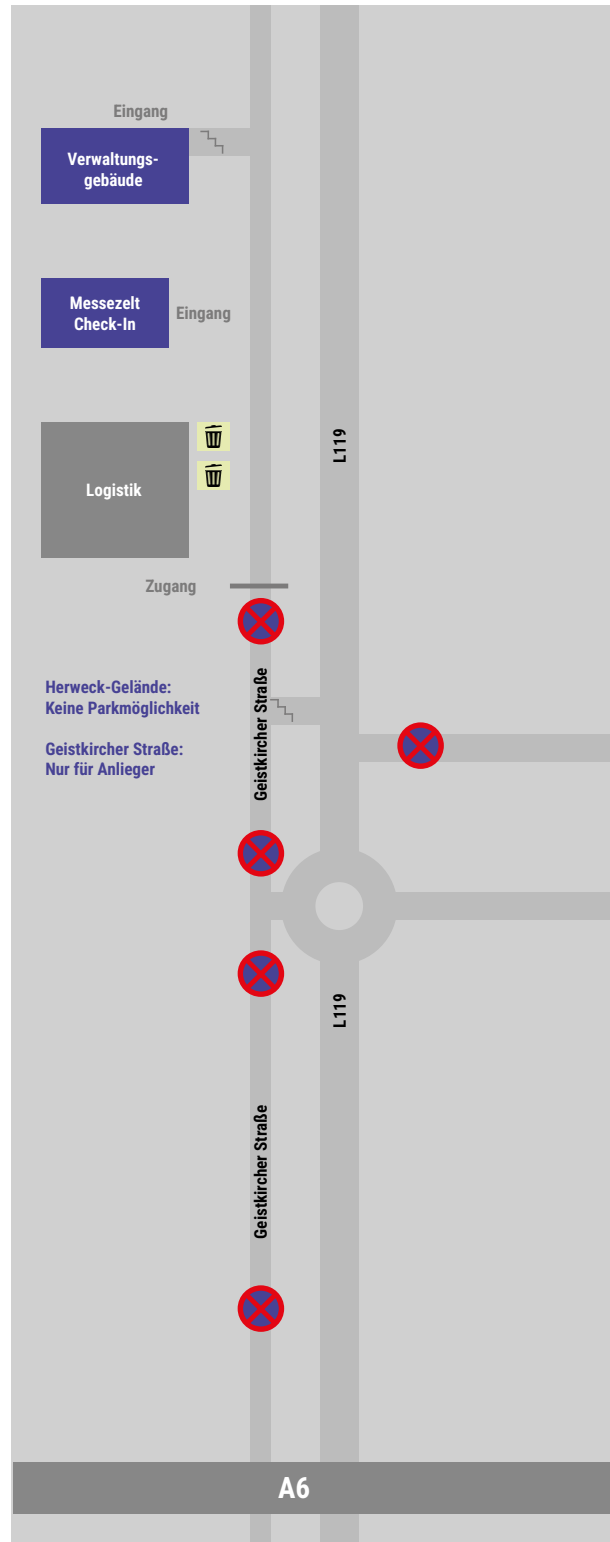 Eingang
Verwaltungs-
gebäude
Messezelt
Check-In
Eingang
L119
Logistik
Zugang
Geistkircher Straße
Herweck-Gelände:
Keine Parkmöglichkeit
Geistkircher Straße:
Nur für Anlieger
L119
Geistkircher Straße
A6